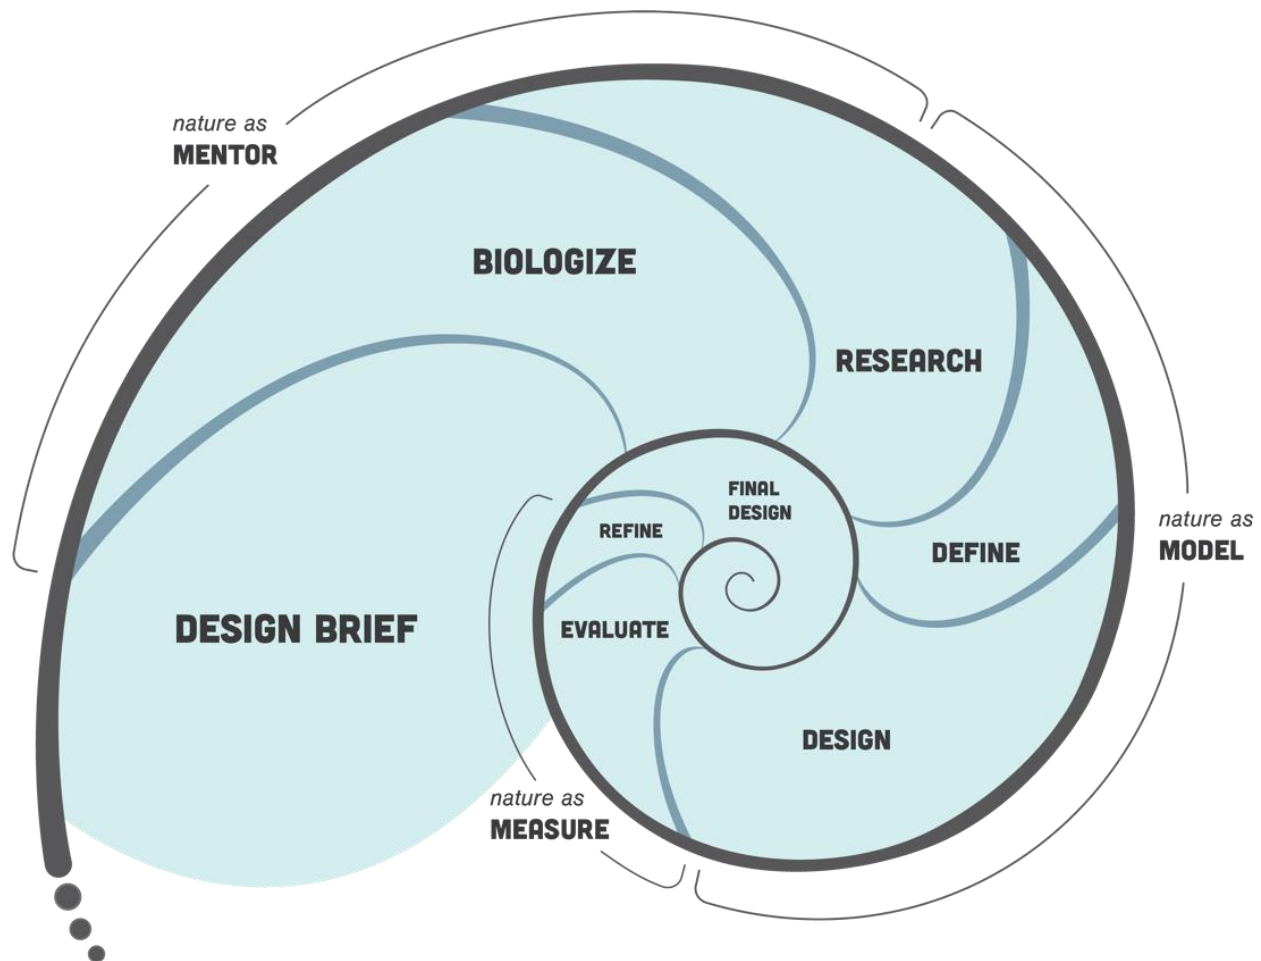 nature as
MENTOR
BIOLOGIZE
RESEARCH
FINAL
DESIGN
REFINE
nature as
MODEL
DEFINE
DESIGN BRIEF
EVALUATE
DESIGN
nature as
MEASURE